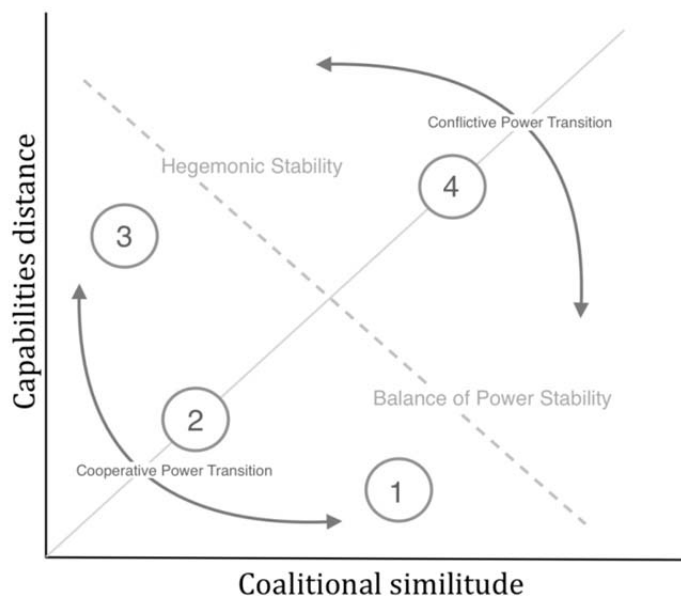 Conflictive Power Transition
Hegemonic Stability
4
3
Capabilities distance
Balance of Power Stability
2
Cooperative Power Transition
1
Coalitional similitude